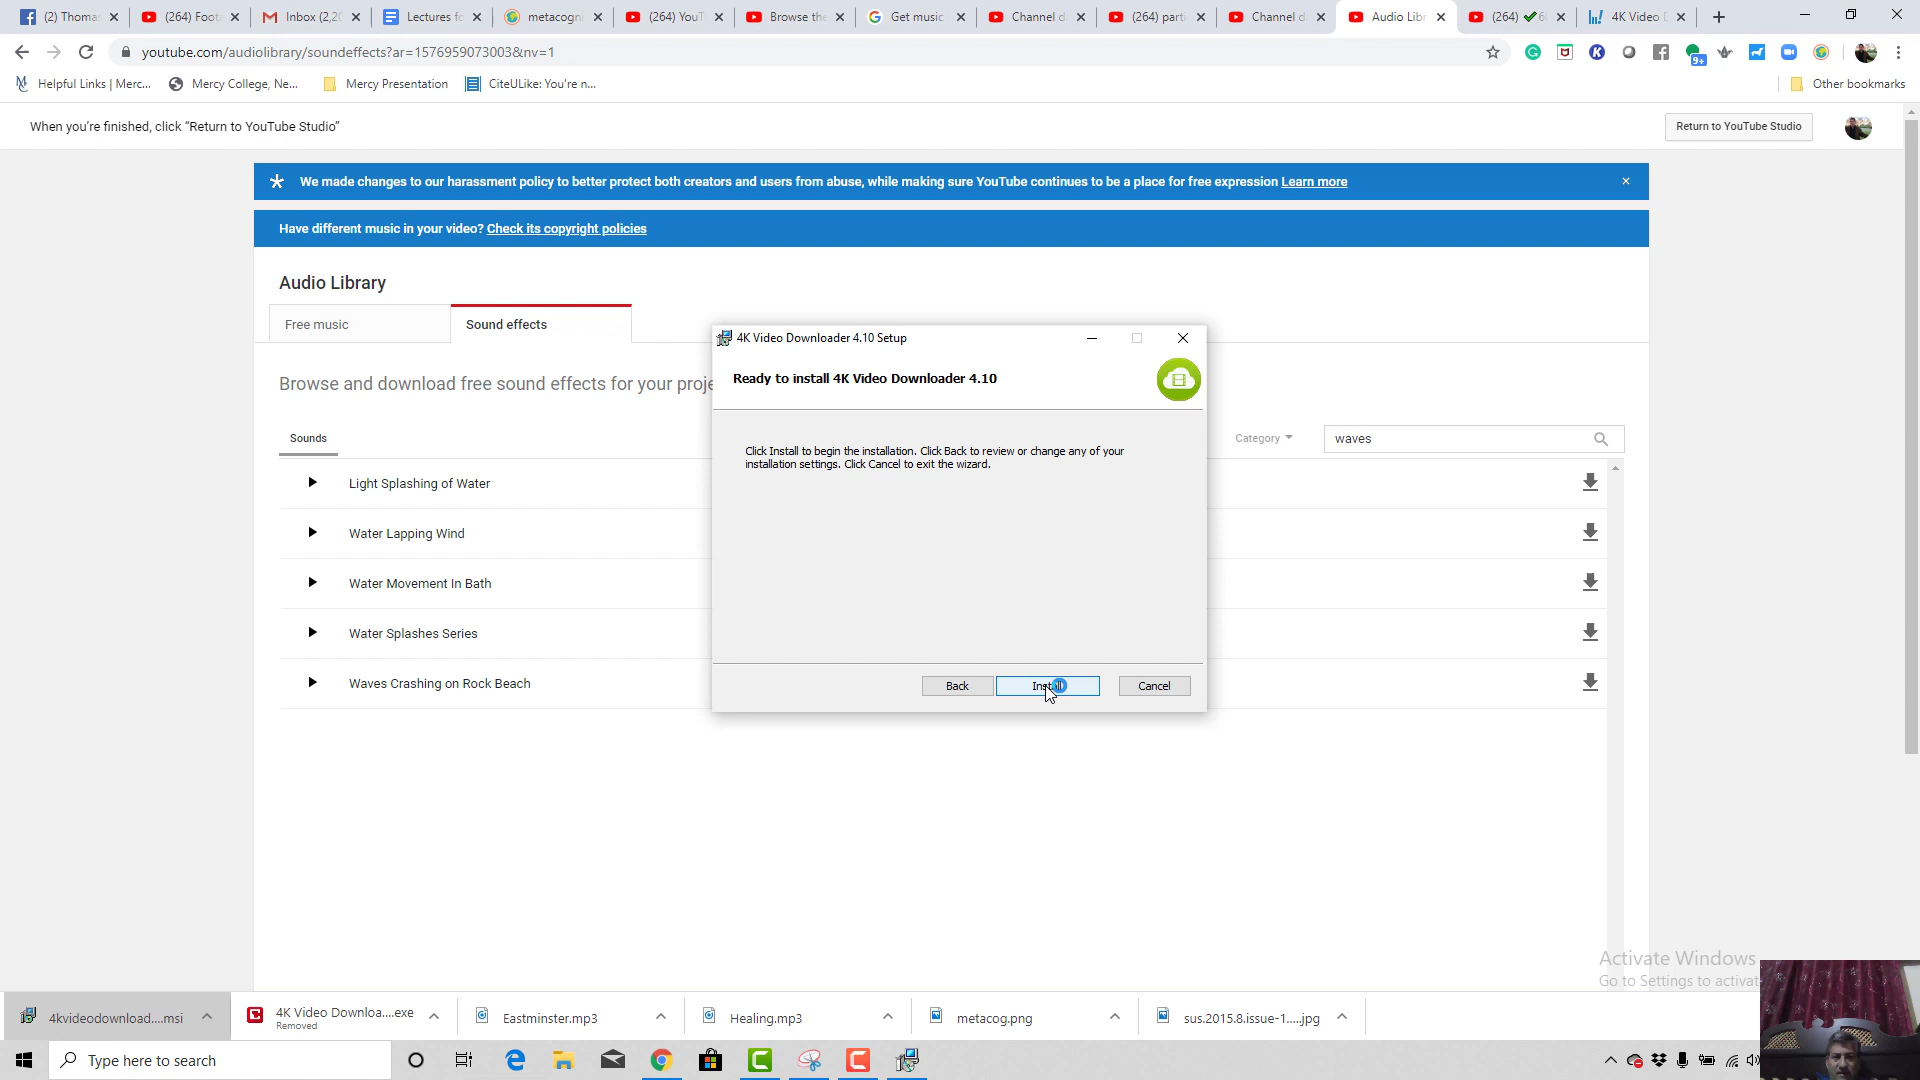 (2) Thoma
(264) Foot
Inbox (2,20
Lectures fo
metacogn
(264) YouT
Browse the
Get music
Channel d
(264) parti
Channel d
Audio Libr
(264)
4K Video D
youtube.com/audiolibrary/soundeffects?ar=1576959073003&nv=1
9+
Helpful Links | Merc...
Mercy College, Ne...
Mercy Presentation
CiteULike: You're n...
Other bookmarks
When you're finished, click "Return to YouTube Studio"
Return to YouTube Studio
We made changes to our harassment policy to better protect both creators and users from abuse, while making sure YouTube continues to be a place for free expression Learn more
Have different music in your video? Check its copyright policies
Audio Library
Free music
Sound effects
Browse and download free sound effects for your proje
Sounds
Category
waves
Light Splashing of Water
Water Lapping Wind
Water Movement In Bath
Water Splashes Series
Waves Crashing on Rock Beach
4K Video Downloader 4.10 Setup
Ready to install 4K Video Downloader 4.10
Click Install to begin the installation. Click Back to review or change any of your
installation settings. Click Cancel to exit the wizard.
Back
Install
Cancel
Activate Windows
Go to Settings to activat
4kvideodownload....msi
4K Video Downloa....exe
Removed
Eastminster.mp3
Healing.mp3
metacog.png
sus.2015.8.issue-1.....jpg
Type here to search